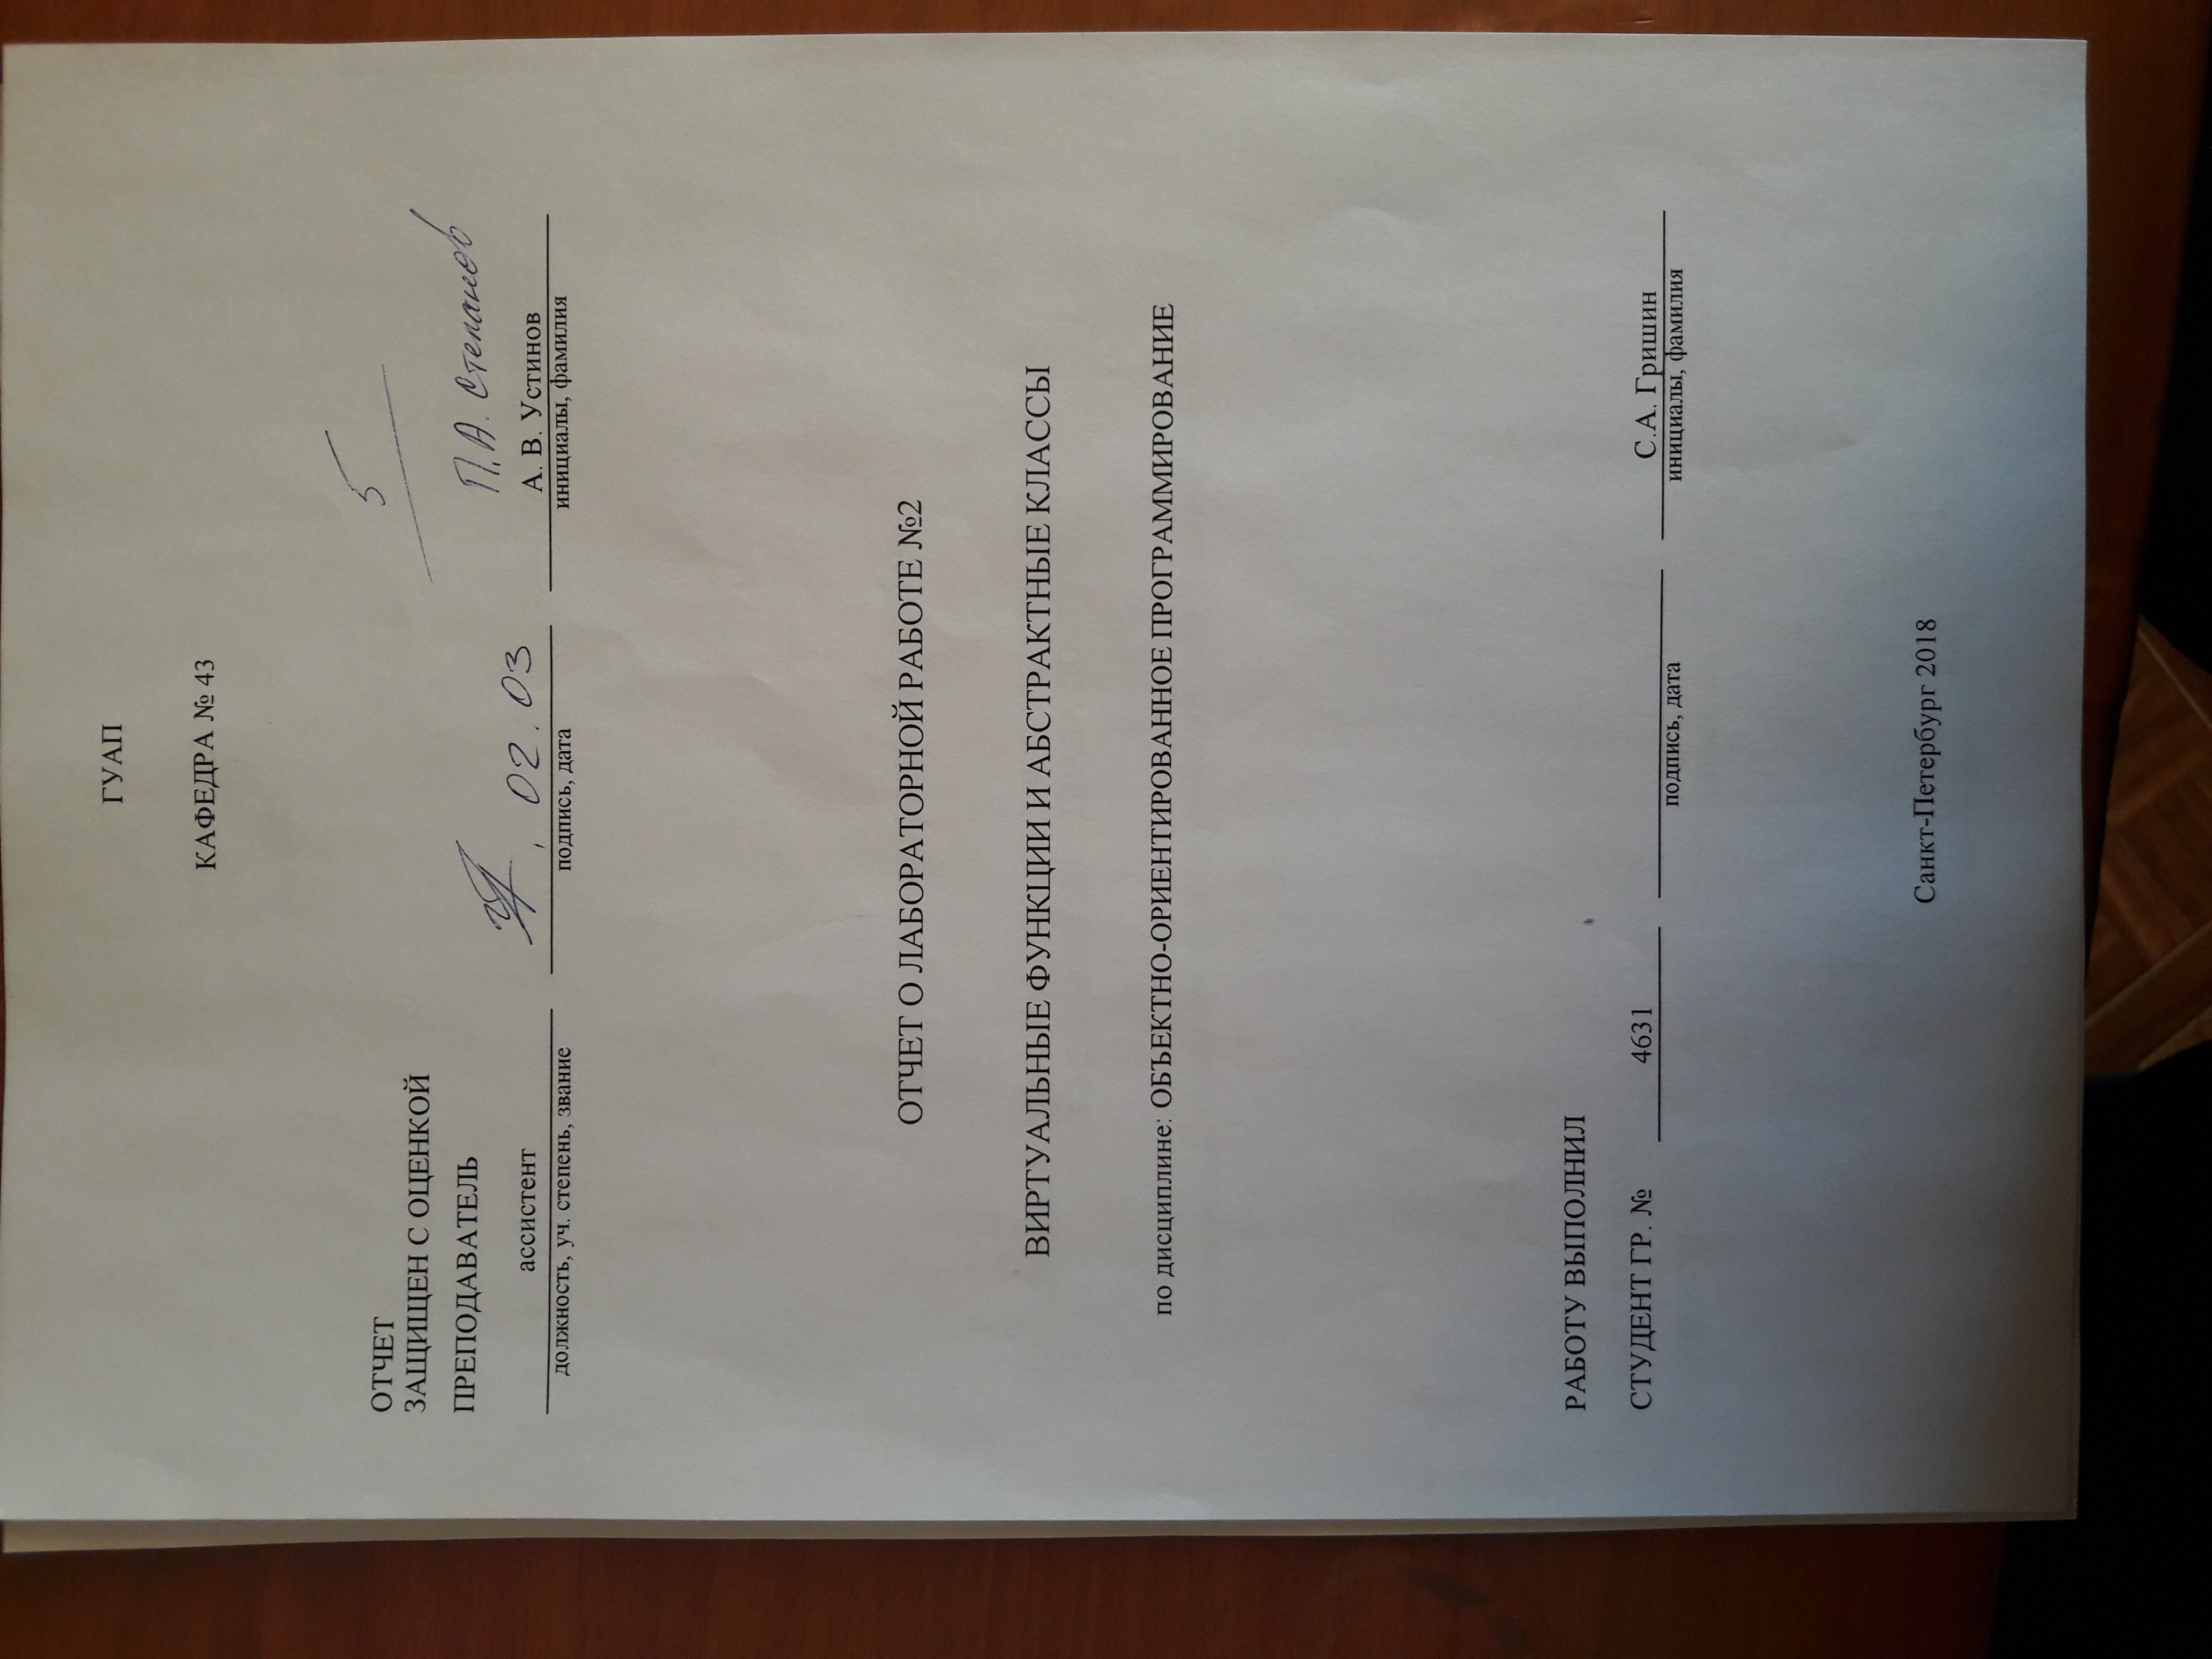 ГУАП
КАФЕДРА № 43
ОТЧЕТ
ЗАЩИЩЕН С ОЦЕНКОЙ
5
ПРЕПОДАВАТЕЛЬ
П.А. Степанов
ассистент
02.03
А. В. Устинов
должность, уч. степень, звание
подпись, дата
инициалы, фамилия
ОТЧЕТ О ЛАБОРАТОРНОЙ РАБОТЕ №2
ВИРТУАЛЬНЫЕ ФУНКЦИИ И АБСТРАКТНЫЕ КЛАССЫ
по дисциплине: ОБЪЕКТНО-ОРИЕНТИРОВАННОЕ ПРОГРАММИРОВАНИЕ
РАБОТУ ВЫПОЛНИЛ
СТУДЕНТ ГР. № 4631
С.А. Гришин
подпись, дата
инициалы, фамилия
Санкт-Петербург 2018